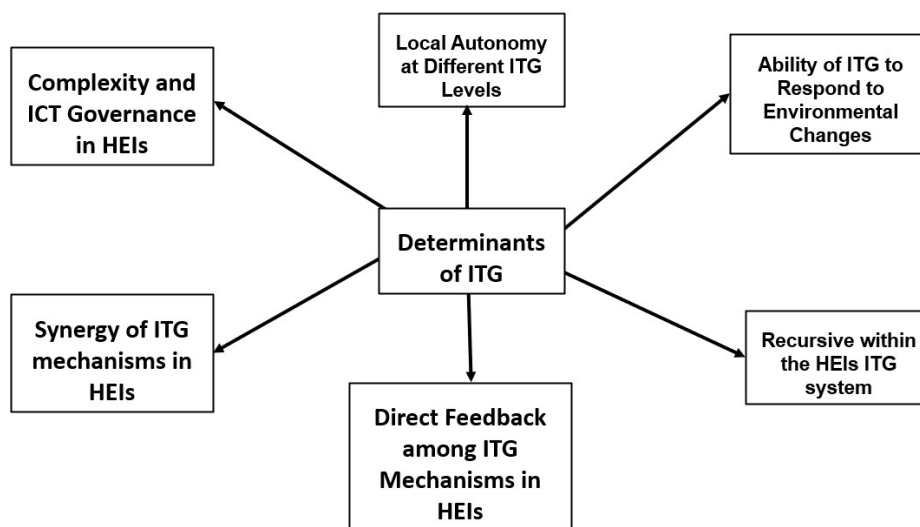 Complexity and
ICT Governance
in HEIs
Local Autonomy
at Different ITG
Levels
Ability of ITG to
Respond to
Environmental
Changes
Determinants
of ITG
Synergy of ITG
mechanisms in
HEIs
Direct Feedback
among ITG
Mechanisms in
HEIs
Recursive within
the HEIs ITG
system